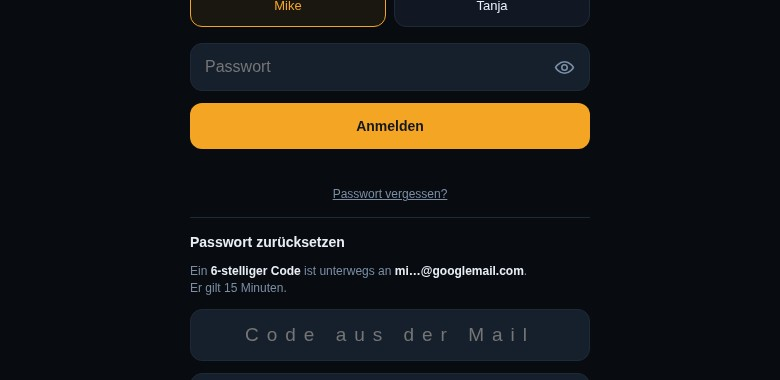 Mike
Tanja
Passwort
Anmelden
Passwort vergessen?
Passwort zurücksetzen
Ein 6-stelliger Code ist unterwegs an mi…@googlemail.com.
Er gilt 15 Minuten.
Code aus der Mail